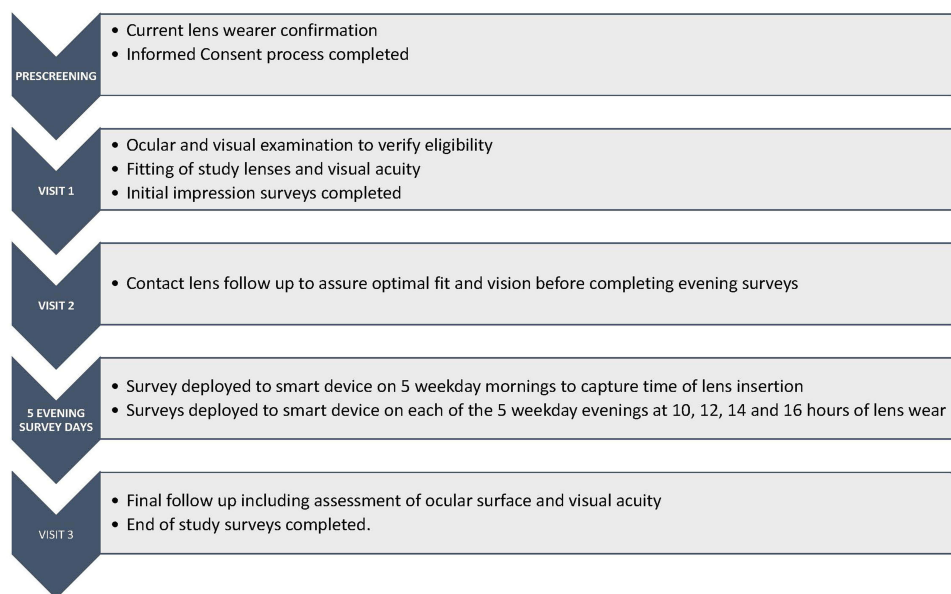 PRESCREENING
• Current lens wearer confirmation
• Informed Consent process completed
VISIT 1
• Ocular and visual examination to verify eligibility
• Fitting of study lenses and visual acuity
• Initial impression surveys completed
VISIT 2
• Contact lens follow up to assure optimal fit and vision before completing evening surveys
5 EVENING
SURVEY DAYS
• Survey deployed to smart device on 5 weekday mornings to capture time of lens insertion
• Surveys deployed to smart device on each of the 5 weekday evenings at 10, 12, 14 and 16 hours of lens wear
VISIT 3
• Final follow up including assessment of ocular surface and visual acuity
• End of study surveys completed.